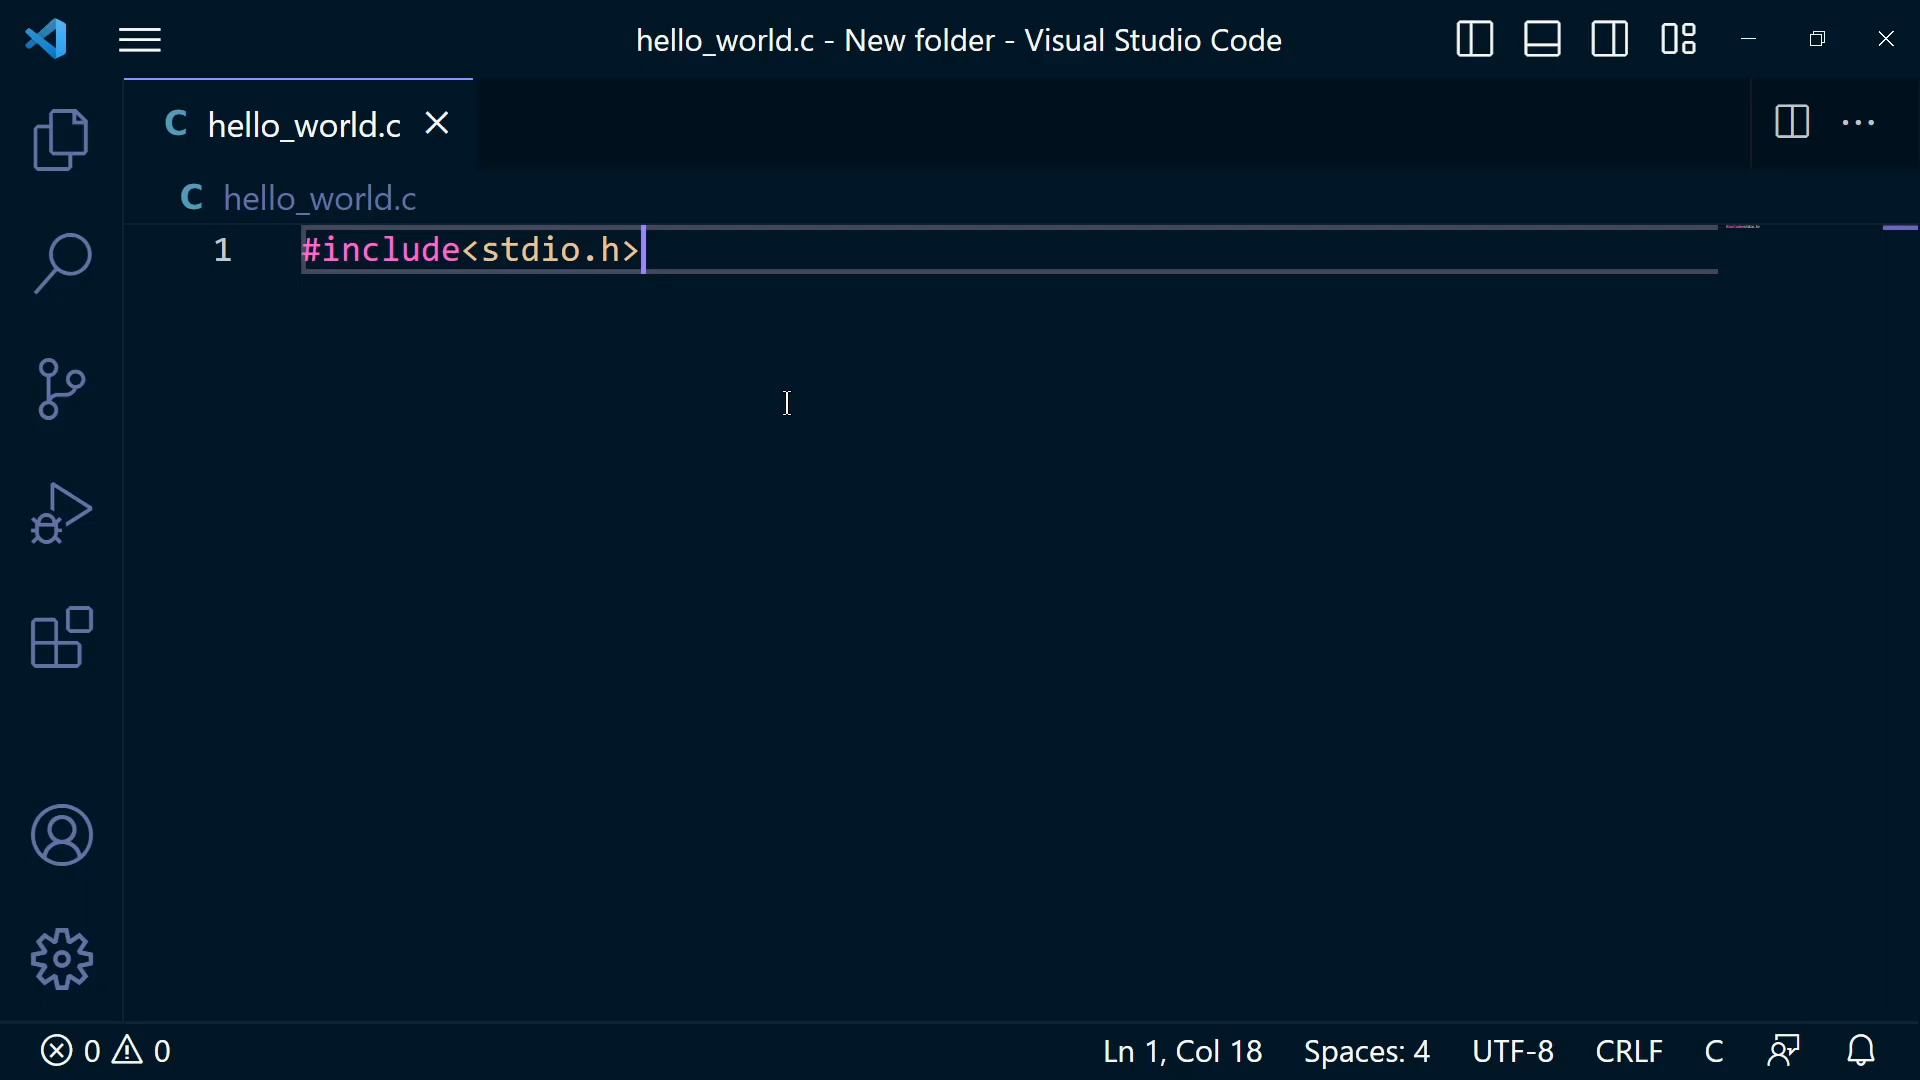 hello_world.c - New folder - Visual Studio Code
C hello_world.c
C hello_world.c
1 #include<stdio.h>
0 0 Ln 1, Col 18 Spaces: 4 UTF-8 CRLF C